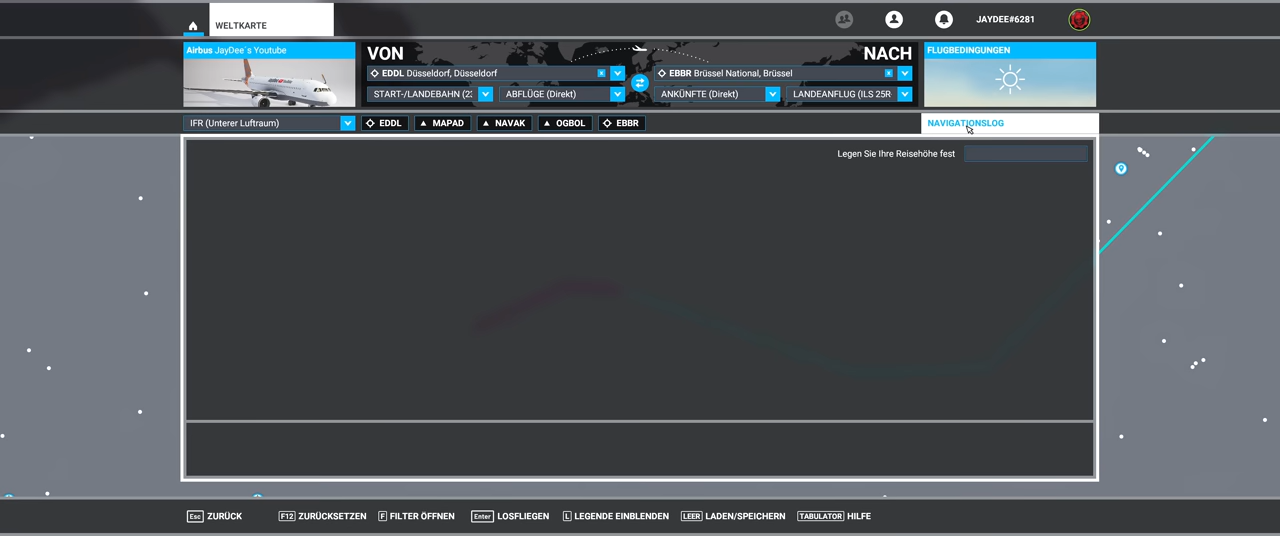 WELTKARTE
JAYDEE#6281
Airbus JayDee´s Youtube
VON
NACH
FLUGBEDINGUNGEN
EDDL Düsseldorf, Düsseldorf
EBBR Brüssel National, Brüssel
START-/LANDEBAHN (23
ABFLÜGE (Direkt)
ANKÜNFTE (Direkt)
LANDEANFLUG (ILS 25R
IFR (Unterer Luftraum)
EDDL
MAPAD
NAVAK
OGBOL
EBBR
NAVIGATIONSLOG
Legen Sie Ihre Reisehöhe fest
Esc ZURÜCK
F12 ZURÜCKSETZEN
F FILTER ÖFFNEN
Enter LOSFLIEGEN
L LEGENDE EINBLENDEN
LEER LADEN/SPEICHERN
TABULATOR HILFE